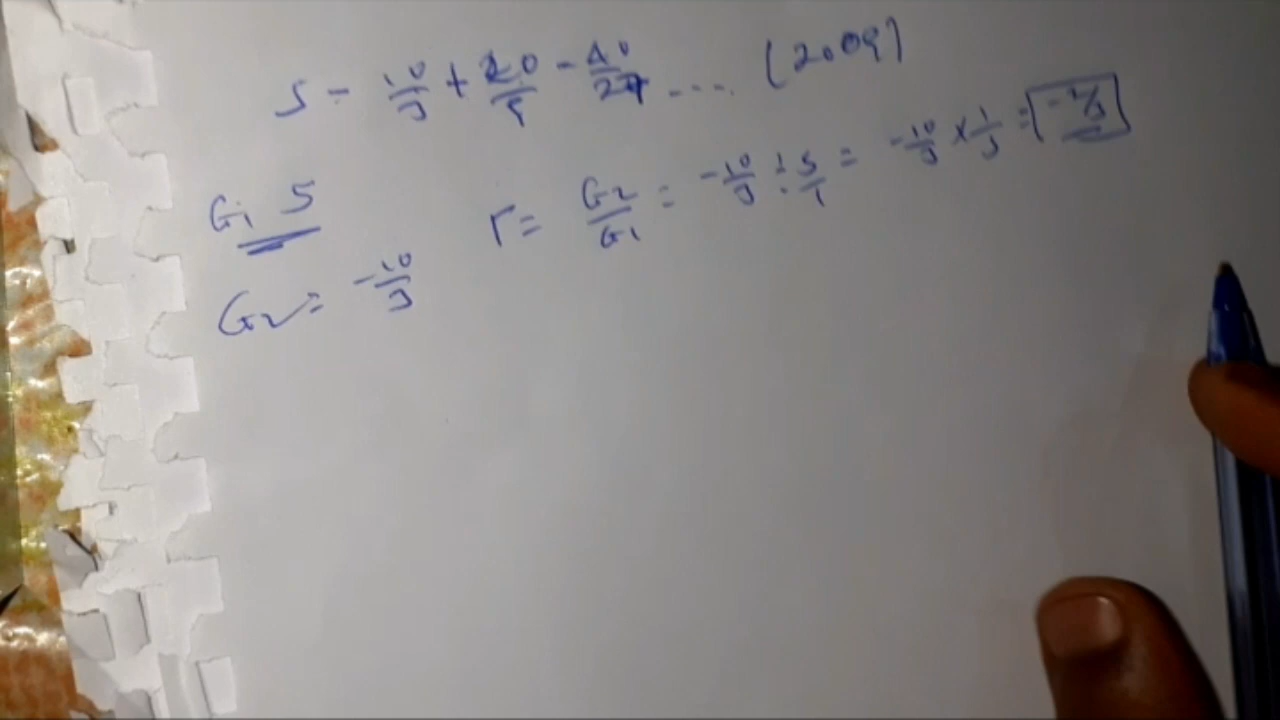 5 - 10/3 + 20/9 - 40/27 .... (2009)
G1 5
r = G2/G1 = -10/3 ÷ 5/1 = -10/3 × 1/5 = -2/3
G2 = -10/3